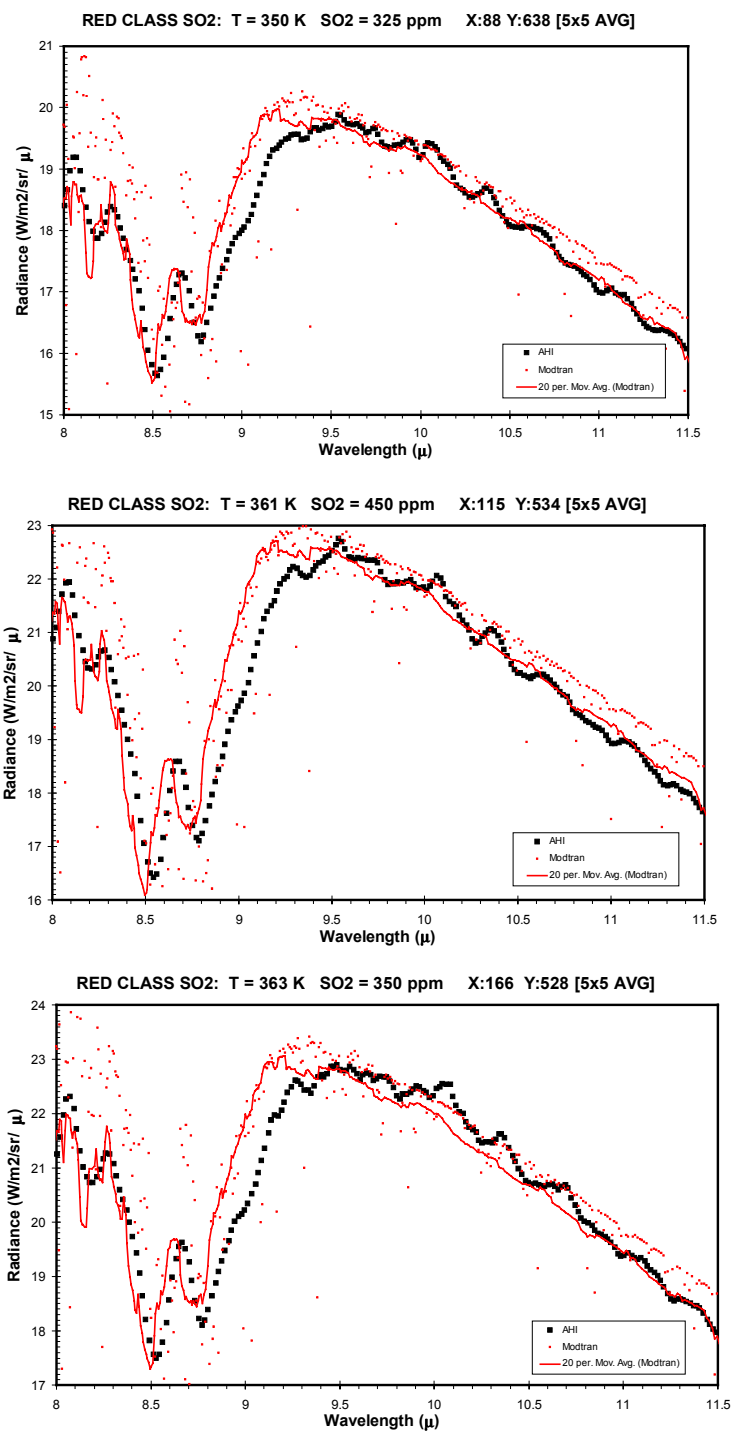 RED CLASS SO2: T = 350 K SO2 = 325 ppm X:88 Y:638 [5x5 AVG]
Radiance (W/m2/sr/ μ)
21
20
19
18
17
16
15
AHI
Modtran
20 per. Mov. Avg. (Modtran)
8 8.5 9 9.5 10 10.5 11 11.5
Wavelength (μ)
RED CLASS SO2: T = 361 K SO2 = 450 ppm X:115 Y:534 [5x5 AVG]
Radiance (W/m2/sr/ μ)
23
22
21
20
19
18
17
16
AHI
Modtran
20 per. Mov. Avg. (Modtran)
8 8.5 9 9.5 10 10.5 11 11.5
Wavelength (μ)
RED CLASS SO2: T = 363 K SO2 = 350 ppm X:166 Y:528 [5x5 AVG]
Radiance (W/m2/sr/ μ)
24
23
22
21
20
19
18
17
AHI
Modtran
20 per. Mov. Avg. (Modtran)
8 8.5 9 9.5 10 10.5 11 11.5
Wavelength (μ)